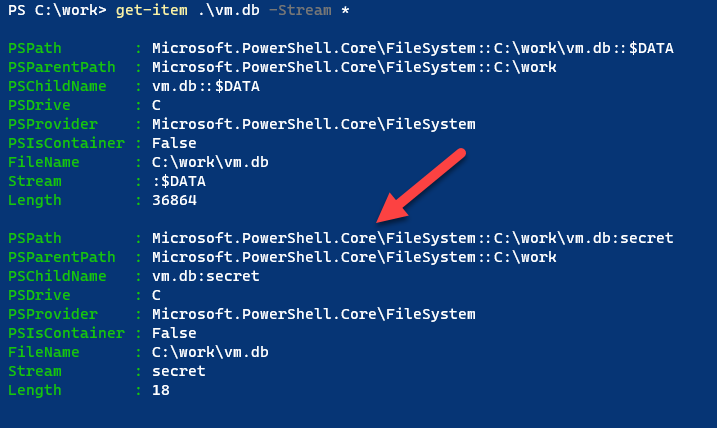 PS C:\work> get-item .\vm.db -Stream *
PSPath : Microsoft.PowerShell.Core\FileSystem::C:\work\vm.db::$DATA
PSParentPath : Microsoft.PowerShell.Core\FileSystem::C:\work
PSChildName : vm.db::$DATA
PSDrive : C
PSProvider : Microsoft.PowerShell.Core\FileSystem
PSIsContainer : False
FileName : C:\work\vm.db
Stream : :$DATA
Length : 36864
PSPath : Microsoft.PowerShell.Core\FileSystem::C:\work\vm.db:secret
PSParentPath : Microsoft.PowerShell.Core\FileSystem::C:\work
PSChildName : vm.db:secret
PSDrive : C
PSProvider : Microsoft.PowerShell.Core\FileSystem
PSIsContainer : False
FileName : C:\work\vm.db
Stream : secret
Length : 18